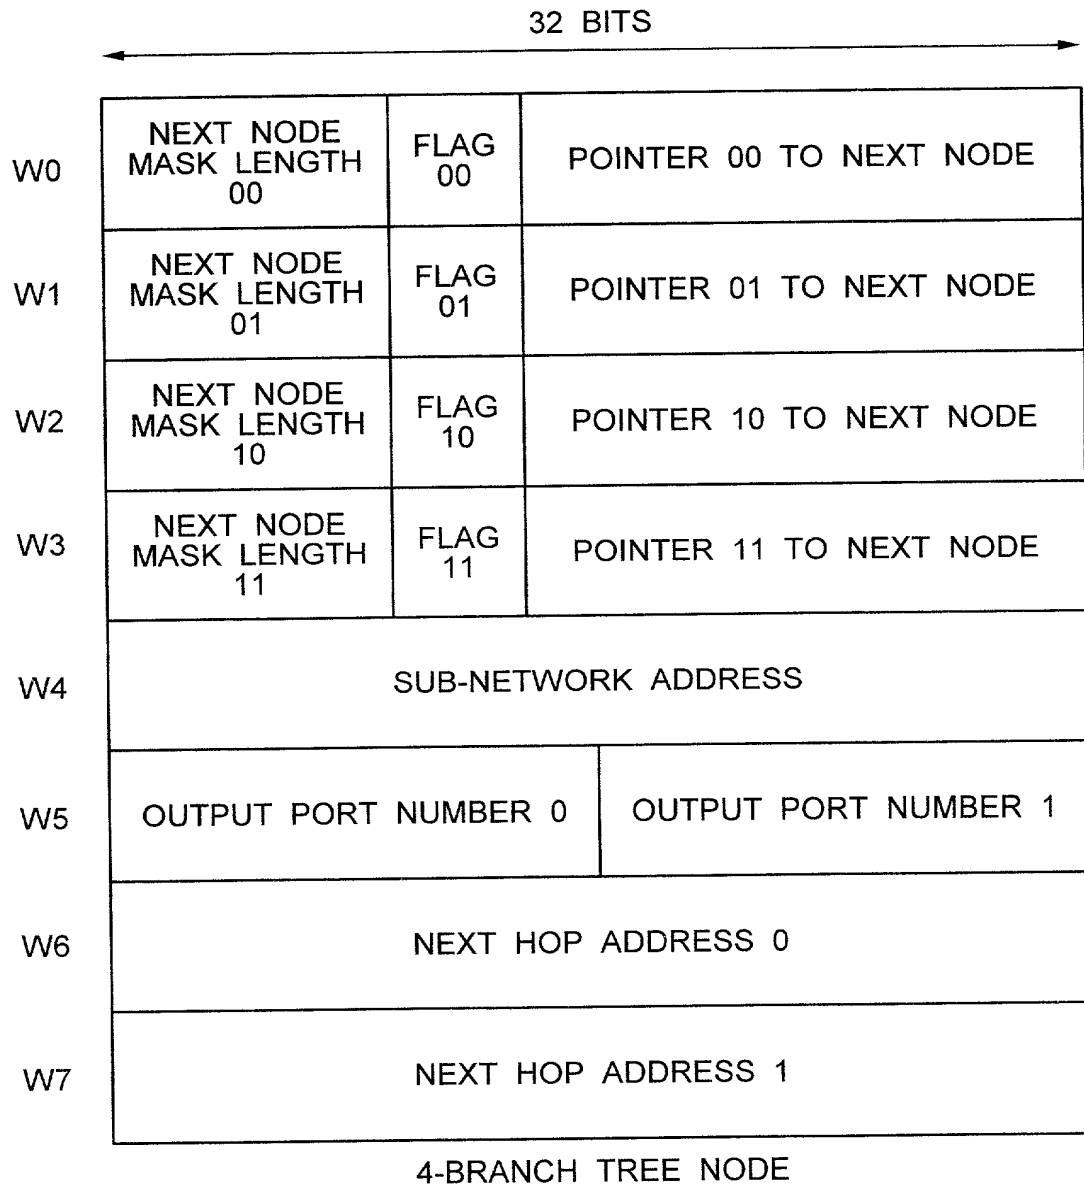 32 BITS
W0
NEXT NODE
MASK LENGTH
00
FLAG
00
POINTER 00 TO NEXT NODE
W1
NEXT NODE
MASK LENGTH
01
FLAG
01
POINTER 01 TO NEXT NODE
W2
NEXT NODE
MASK LENGTH
10
FLAG
10
POINTER 10 TO NEXT NODE
W3
NEXT NODE
MASK LENGTH
11
FLAG
11
POINTER 11 TO NEXT NODE
W4
SUB-NETWORK ADDRESS
W5
OUTPUT PORT NUMBER 0
OUTPUT PORT NUMBER 1
W6
NEXT HOP ADDRESS 0
W7
NEXT HOP ADDRESS 1
4-BRANCH TREE NODE